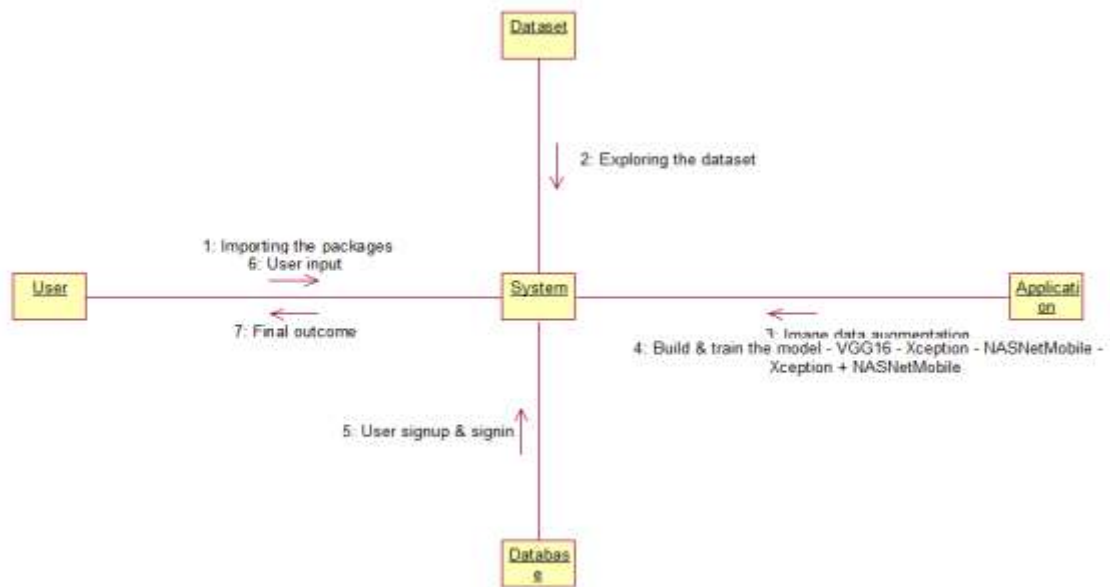 Dataset
2: Exploring the dataset
1: Importing the packages
6: User input
User
System
Applicati
on
7: Final outcome
3: Image data augmentation
4: Build & train the model - VGG16 - Xception - NASNetMobile -
Xception + NASNetMobile
5: User signup & signin
Databas
e